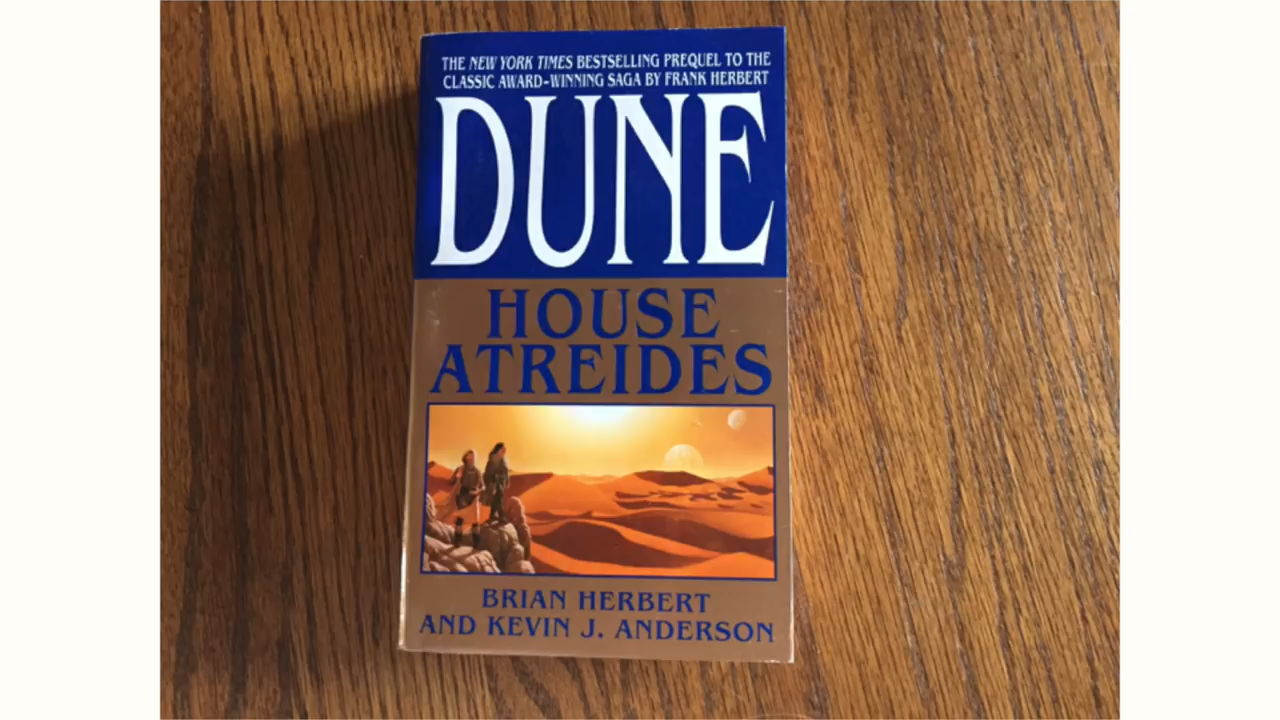 THE NEW YORK TIMES BESTSELLING PREQUEL TO THE
CLASSIC AWARD-WINNING SAGA BY FRANK HERBERT
DUNE
HOUSE
ATREIDES
BRIAN HERBERT
AND KEVIN J. ANDERSON